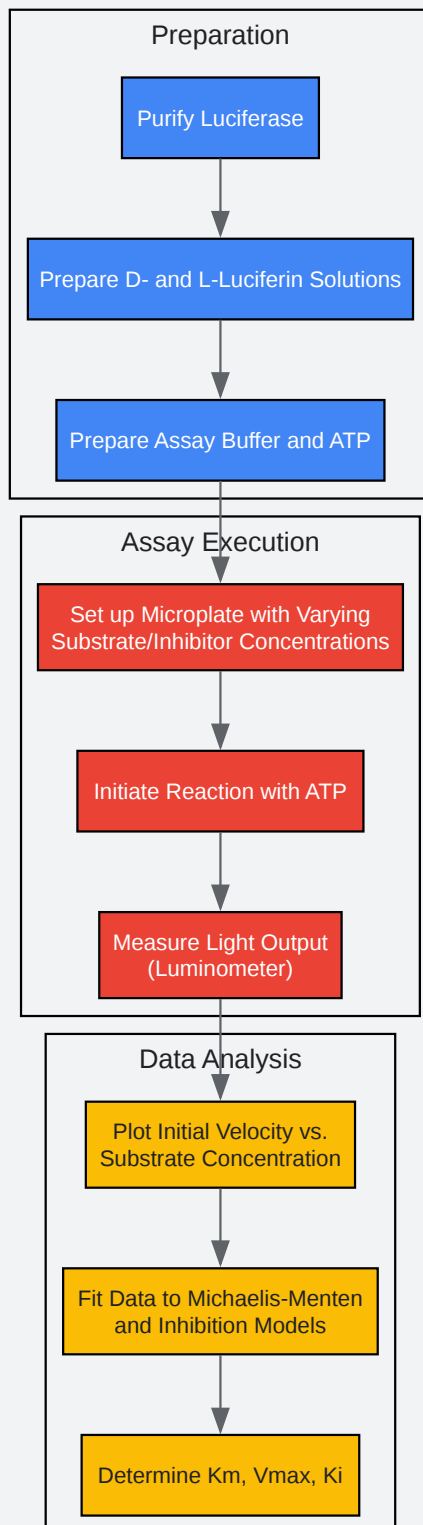 Preparation
Purify Luciferase
Prepare D- and L-Luciferin Solutions
Prepare Assay Buffer and ATP
Assay Execution
Set up Microplate with Varying
Substrate/Inhibitor Concentrations
Initiate Reaction with ATP
Measure Light Output
(Luminometer)
Data Analysis
Plot Initial Velocity vs.
Substrate Concentration
Fit Data to Michaelis-Menten
and Inhibition Models
Determine Km, Vmax, Ki